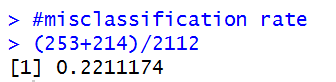 > #misclassification rate
> (253+214)/2112
[1] 0.2211174